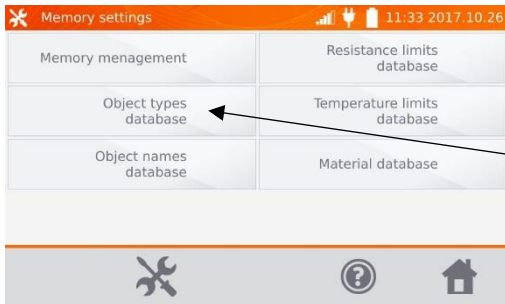 Memory settings
11:33 2017.10.26
Memory menagement
Resistance limits
database
Object types
database
Temperature limits
database
Object names
database
Material database
?